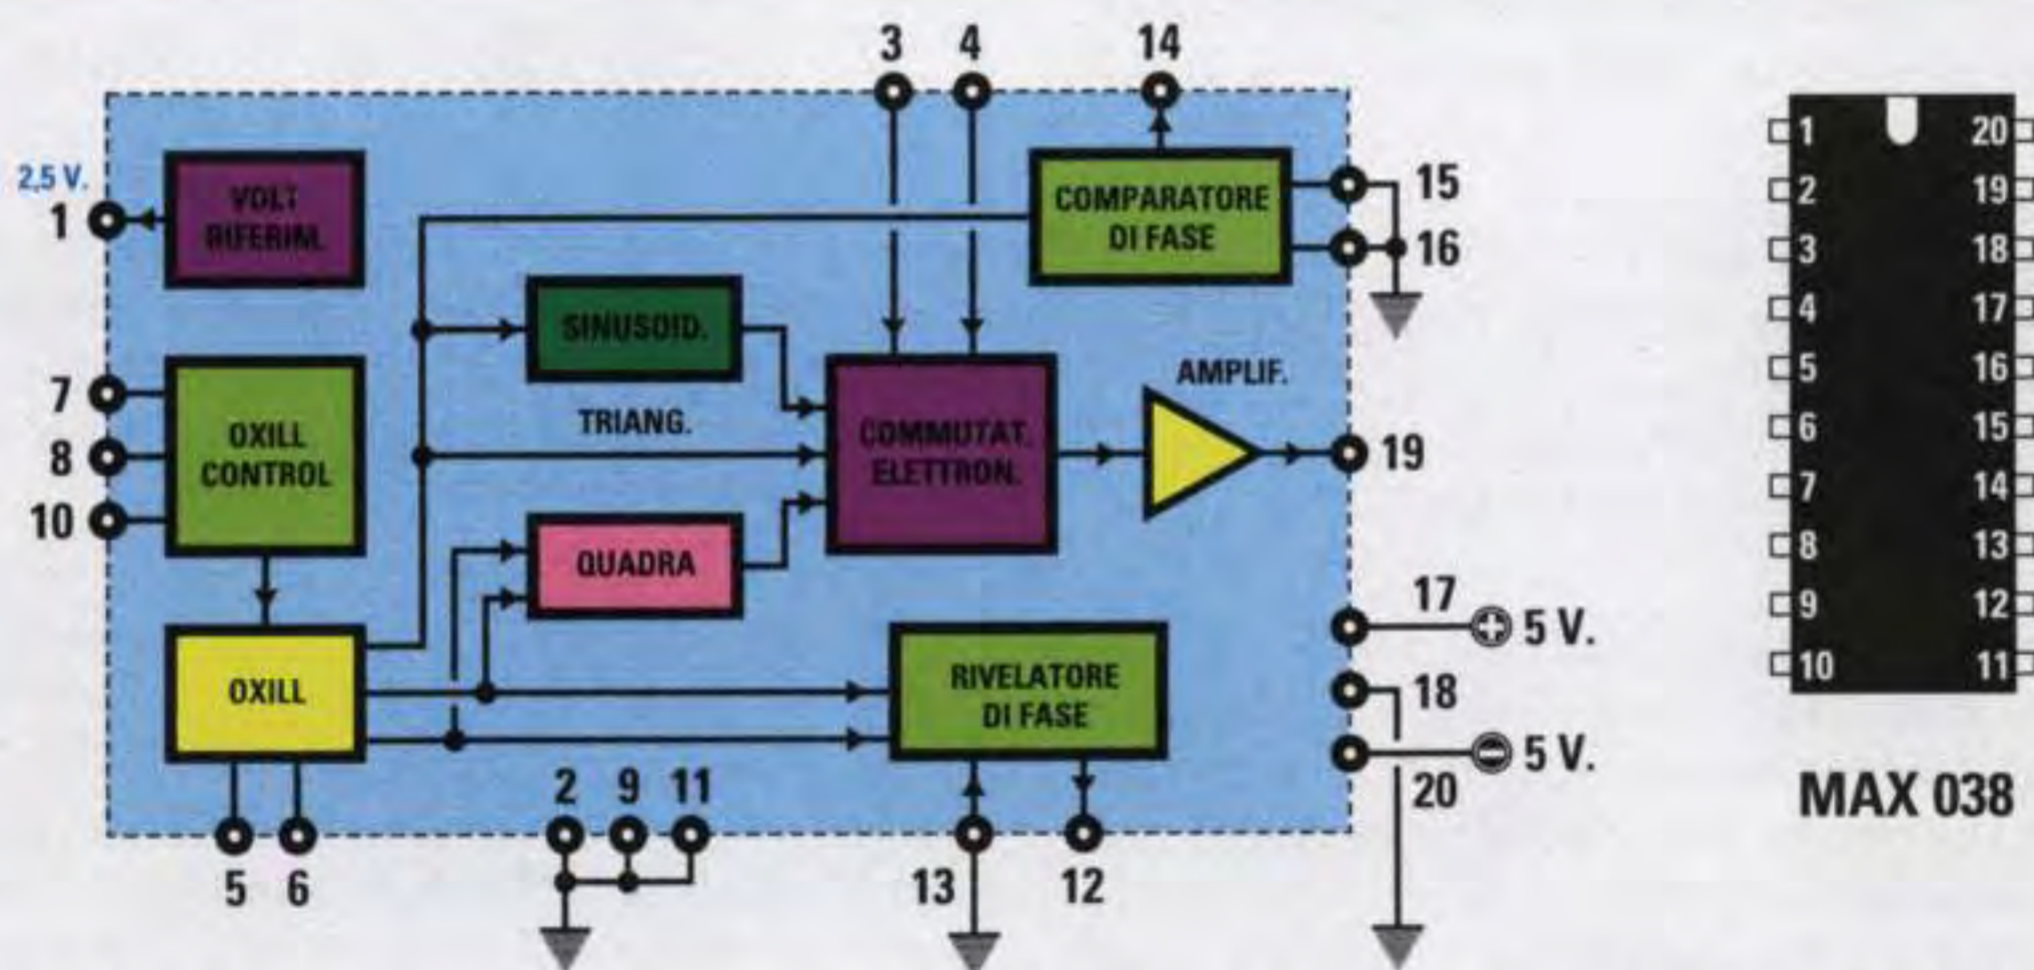 3 4 14
2,5 V.
1
VOLT
RIFERIM.
COMPARATORE
DI FASE
15
16
SINUSOID.
7
8
10
OXILL
CONTROL
TRIANG.
COMMUTAT.
ELETTRON.
AMPLIF.
19
QUADRA
OXILL
RIVELATORE
DI FASE
17
5 V.
18
5 V.
20
2 9 11
5 6
13 12
1 20
2 19
3 18
4 17
5 16
6 15
7 14
8 13
9 12
10 11
MAX 038